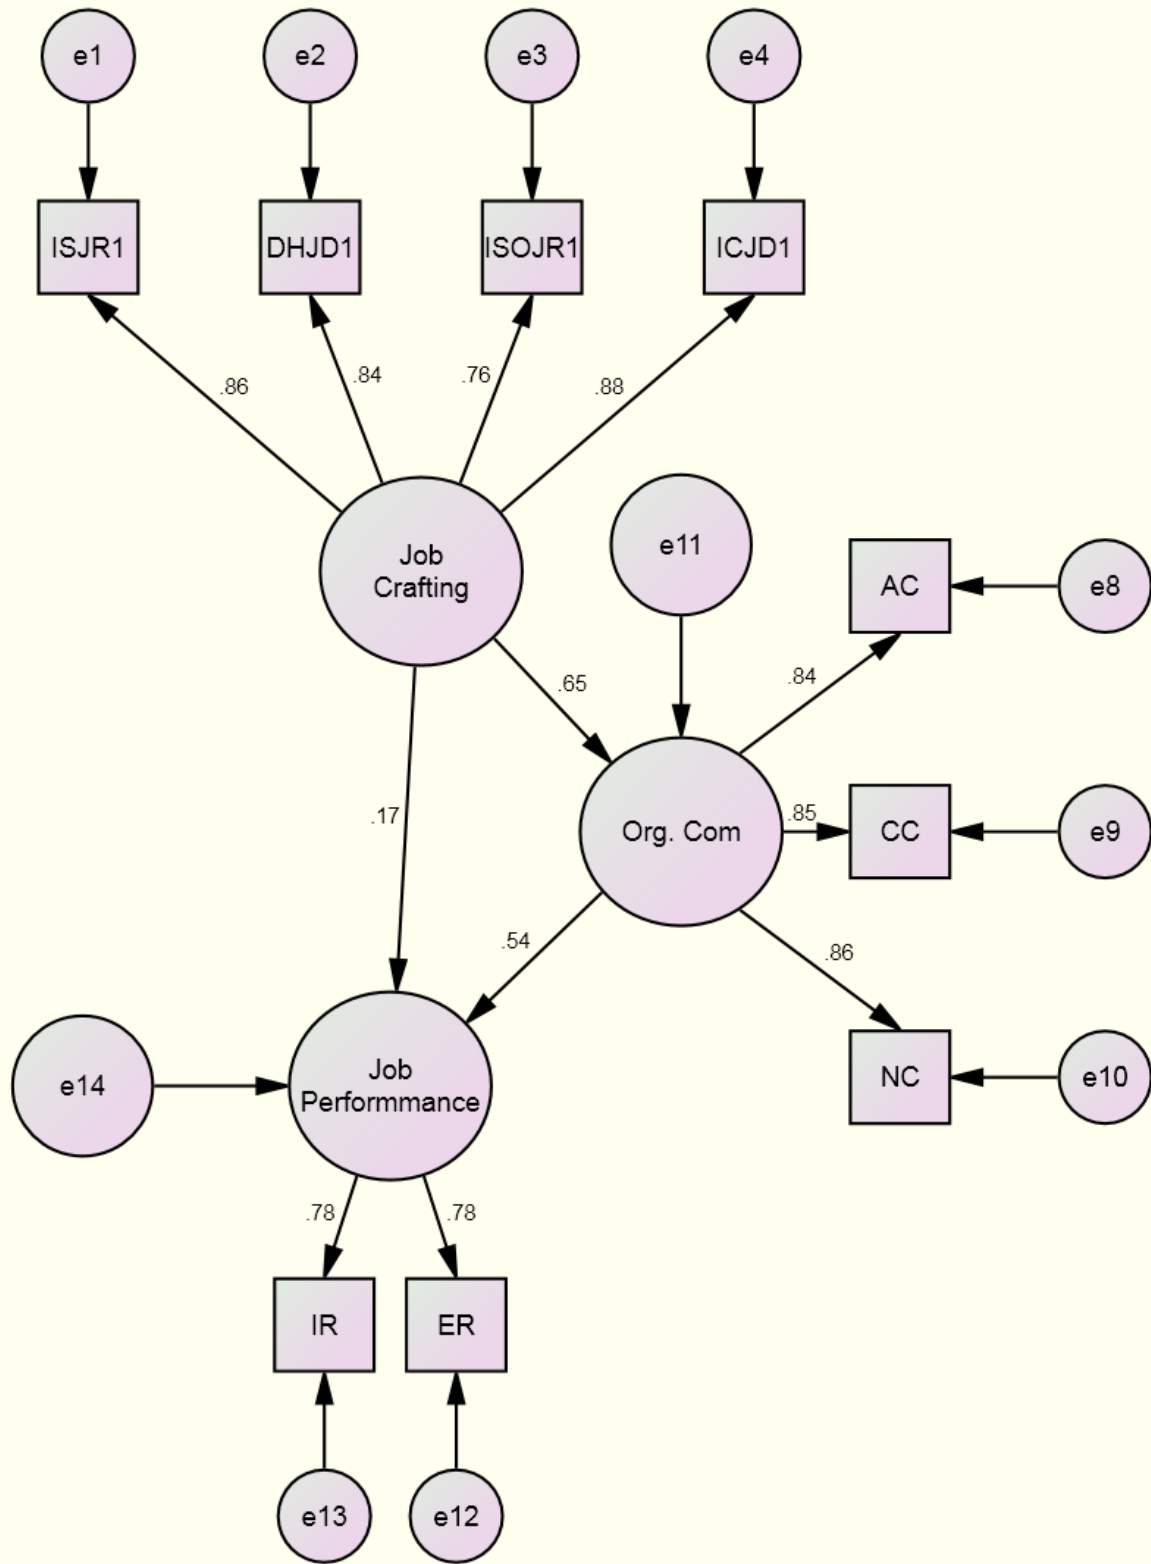 e1
e2
e3
e4
ISJR1
DHJD1
ISOJR1
ICJD1
.86
.84
.76
.88
Job
Crafting
e11
AC
e8
.65
.84
.17
Org. Com
.85
CC
e9
.54
.86
e14
Job
Performmance
NC
e10
.78
.78
IR
ER
e13
e12